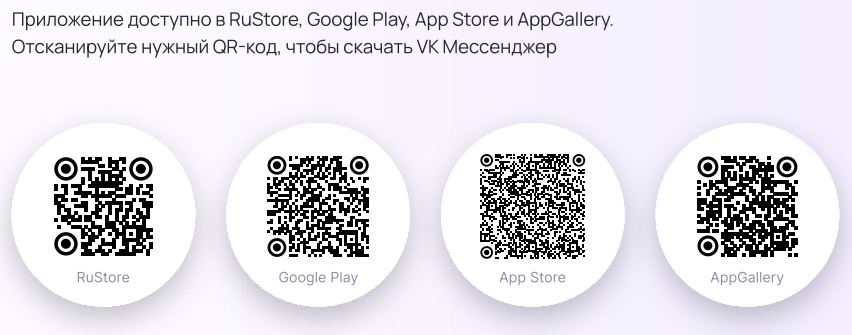 Приложение доступно в RuStore, Google Play, App Store и AppGallery.
Отсканируйте нужный QR-код, чтобы скачать VK Мессенджер
RuStore
Google Play
App Store
AppGallery